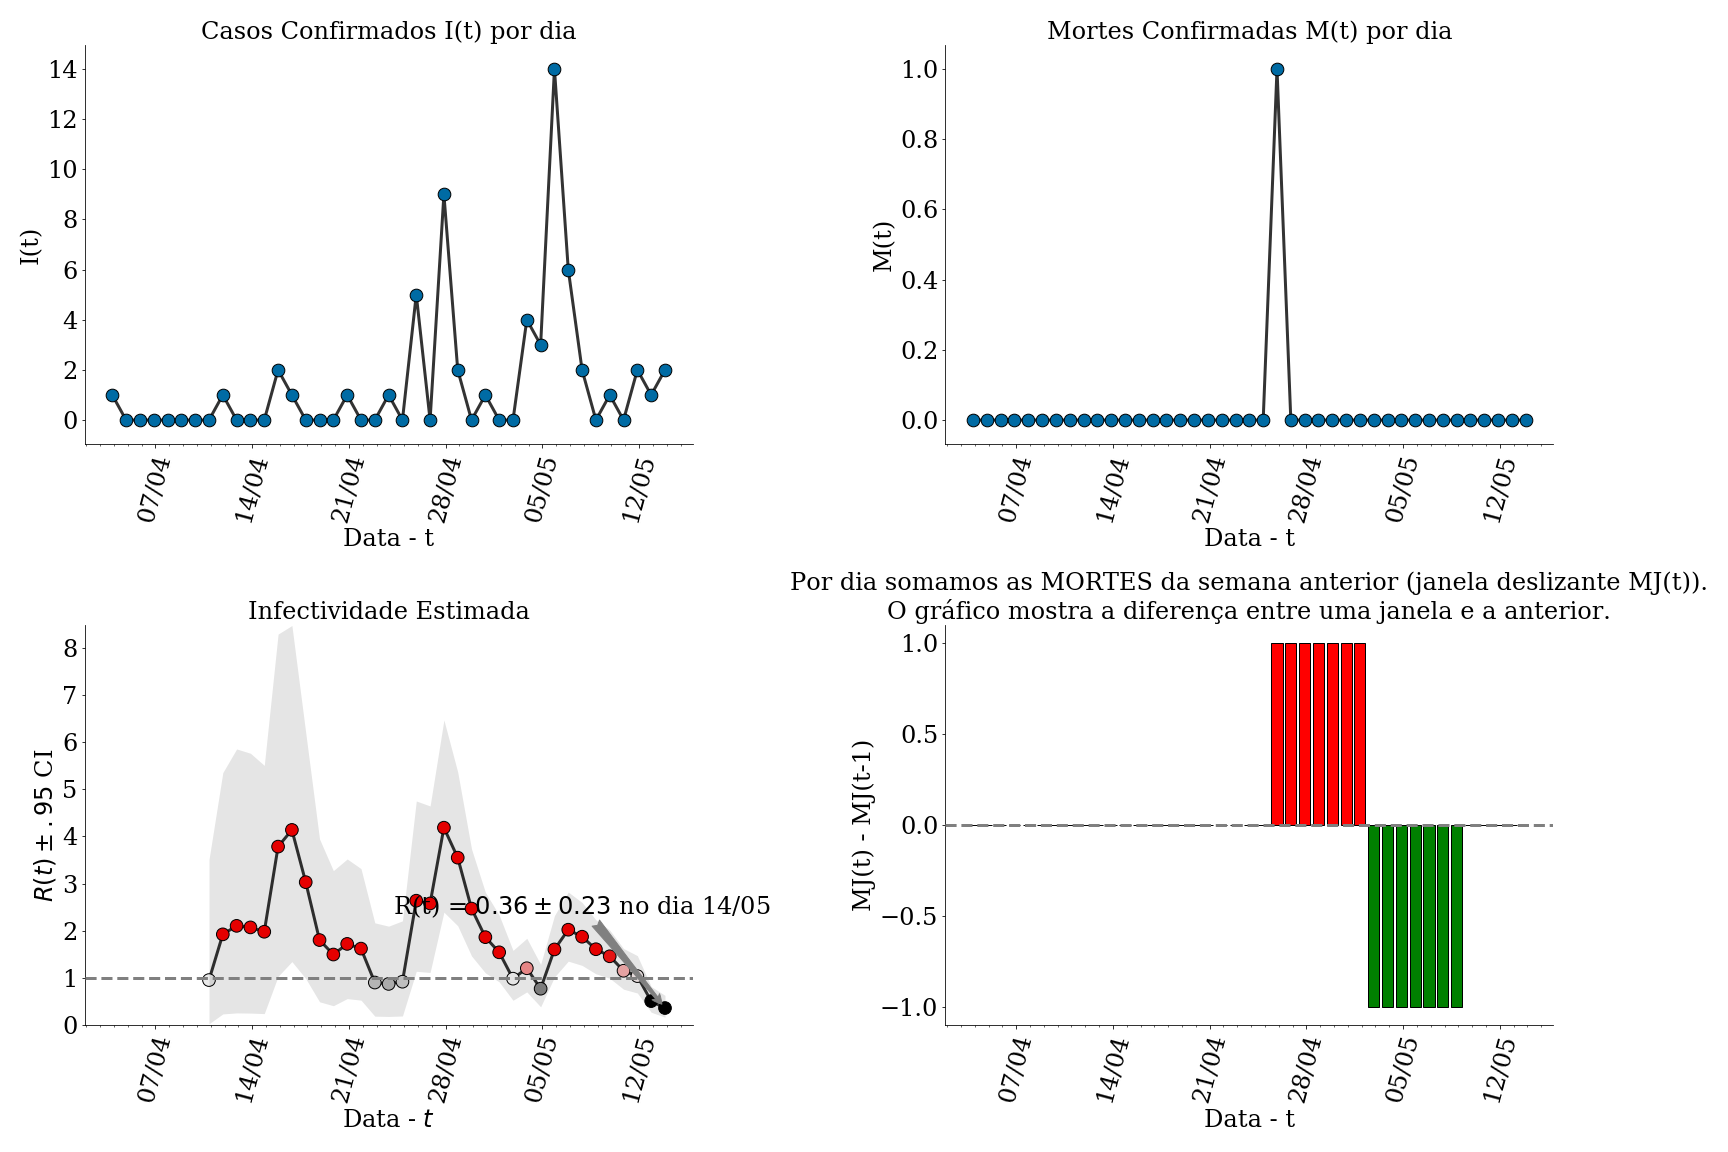 Casos Confirmados I(t) por dia
I(t)
14
12
10
8
6
4
2
0
07/04 14/04 21/04 28/04 05/05 12/05
Data - t
Mortes Confirmadas M(t) por dia
M(t)
1.0
0.8
0.6
0.4
0.2
0.0
07/04 14/04 21/04 28/04 05/05 12/05
Data - t
Infectividade Estimada
R(t) ± .95 CI
8
7
6
5
4
3
2
1
0
R(t) = 0.36 ± 0.23 no dia 14/05
07/04 14/04 21/04 28/04 05/05 12/05
Data - t
Por dia somamos as MORTES da semana anterior (janela deslizante MJ(t)).
O gráfico mostra a diferença entre uma janela e a anterior.
MJ(t) - MJ(t-1)
1.0
0.5
0.0
−0.5
−1.0
07/04 14/04 21/04 28/04 05/05 12/05
Data - t